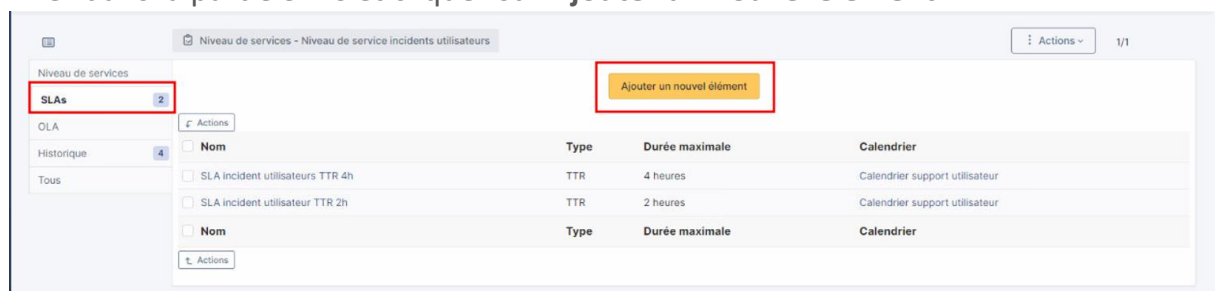 Niveau de services - Niveau de service incidents utilisateurs
Actions
1/1
Niveau de services
SLAs 2
OLA
Historique 4
Tous
Ajouter un nouvel élément
Actions
Nom Type Durée maximale Calendrier
SLA incident utilisateurs TTR 4h TTR 4 heures Calendrier support utilisateur
SLA incident utilisateur TTR 2h TTR 2 heures Calendrier support utilisateur
Nom Type Durée maximale Calendrier
Actions